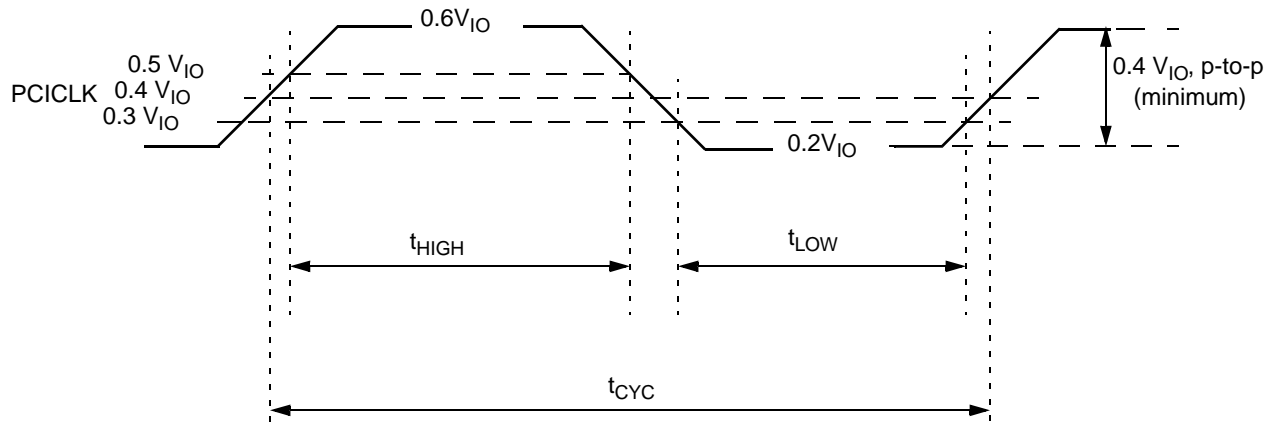 0.6V_IO
0.5 V_IO
PCICLK 0.4 V_IO
0.3 V_IO
0.4 V_IO, p-to-p
(minimum)
0.2V_IO
t_HIGH
t_LOW
t_CYC